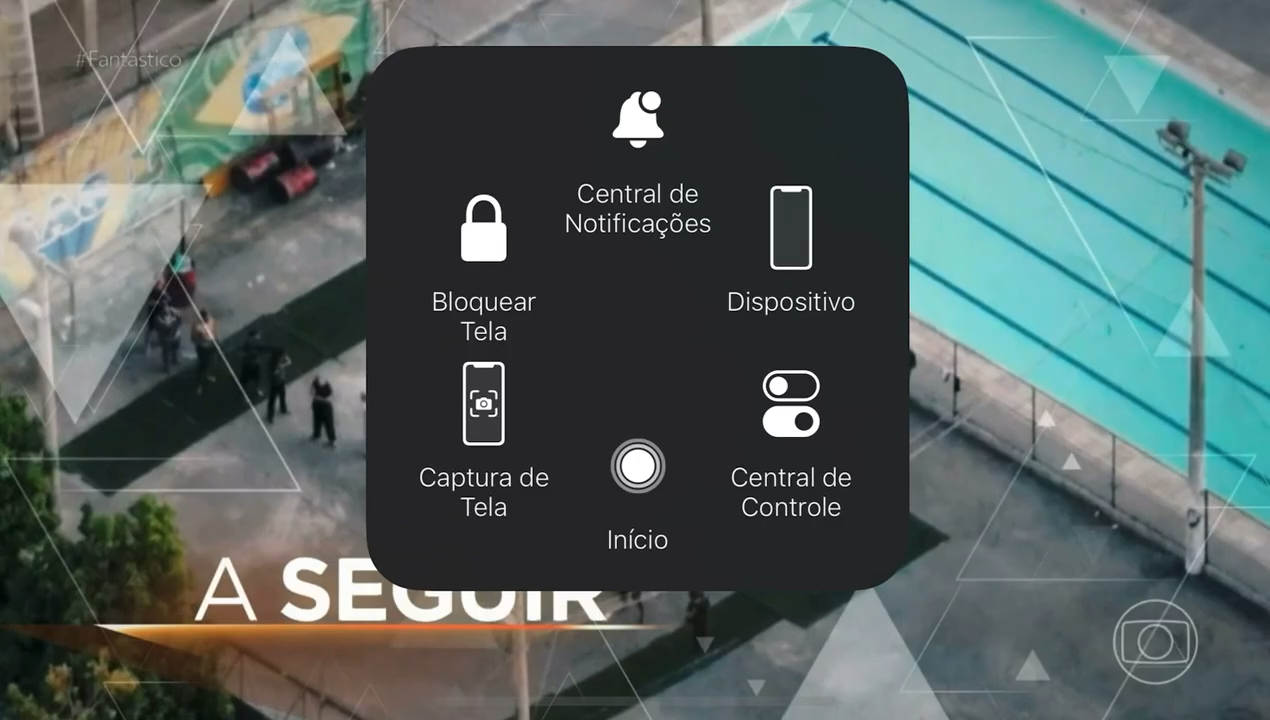 #Fantástico
Central de
Notificações
Bloquear
Tela
Dispositivo
Captura de
Tela
Central de
Controle
Início
A SEGUIR